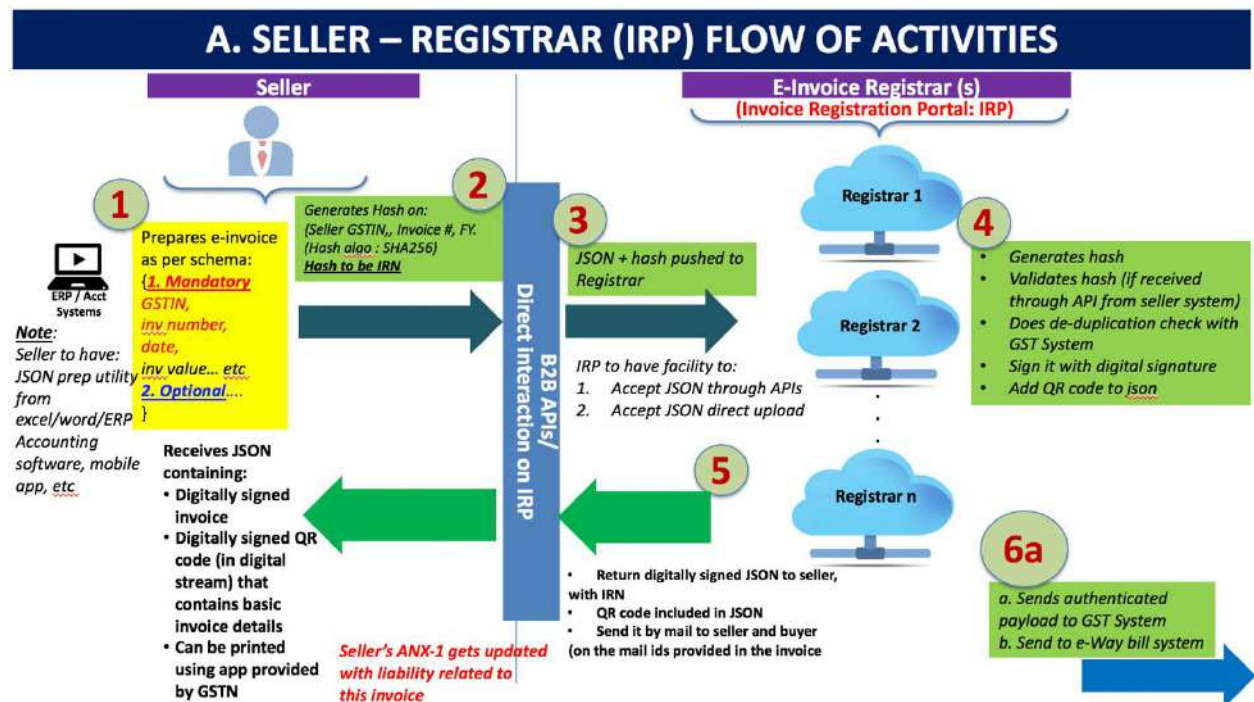 A. SELLER – REGISTRAR (IRP) FLOW OF ACTIVITIES
Seller
E-Invoice Registrar (s)
(Invoice Registration Portal: IRP)
1
Prepares e-invoice
as per schema:
{1. Mandatory
GSTIN,
inv number,
date,
inv value... etc
2. Optional....
}
ERP / Acct
Systems
Note:
Seller to have:
JSON prep utility
from
excel/word/ERP
Accounting
software, mobile
app, etc
2
Generates Hash on:
{Seller GSTIN,, Invoice #, FY.
(Hash algo : SHA256)
Hash to be IRN
B2B APIs/
Direct interaction on IRP
3
JSON + hash pushed to
Registrar
IRP to have facility to:
1. Accept JSON through APIs
2. Accept JSON direct upload
Registrar 1
Registrar 2
Registrar n
4
• Generates hash
• Validates hash (if received
through API from seller system)
• Does de-duplication check with
GST System
• Sign it with digital signature
• Add QR code to json
5
• Return digitally signed JSON to seller,
with IRN
• QR code included in JSON
• Send it by mail to seller and buyer
(on the mail ids provided in the invoice
Receives JSON
containing:
• Digitally signed
invoice
• Digitally signed QR
code (in digital
stream) that
contains basic
invoice details
• Can be printed
using app provided
by GSTN
Seller's ANX-1 gets updated
with liability related to
this invoice
6a
a. Sends authenticated
payload to GST System
b. Send to e-Way bill system